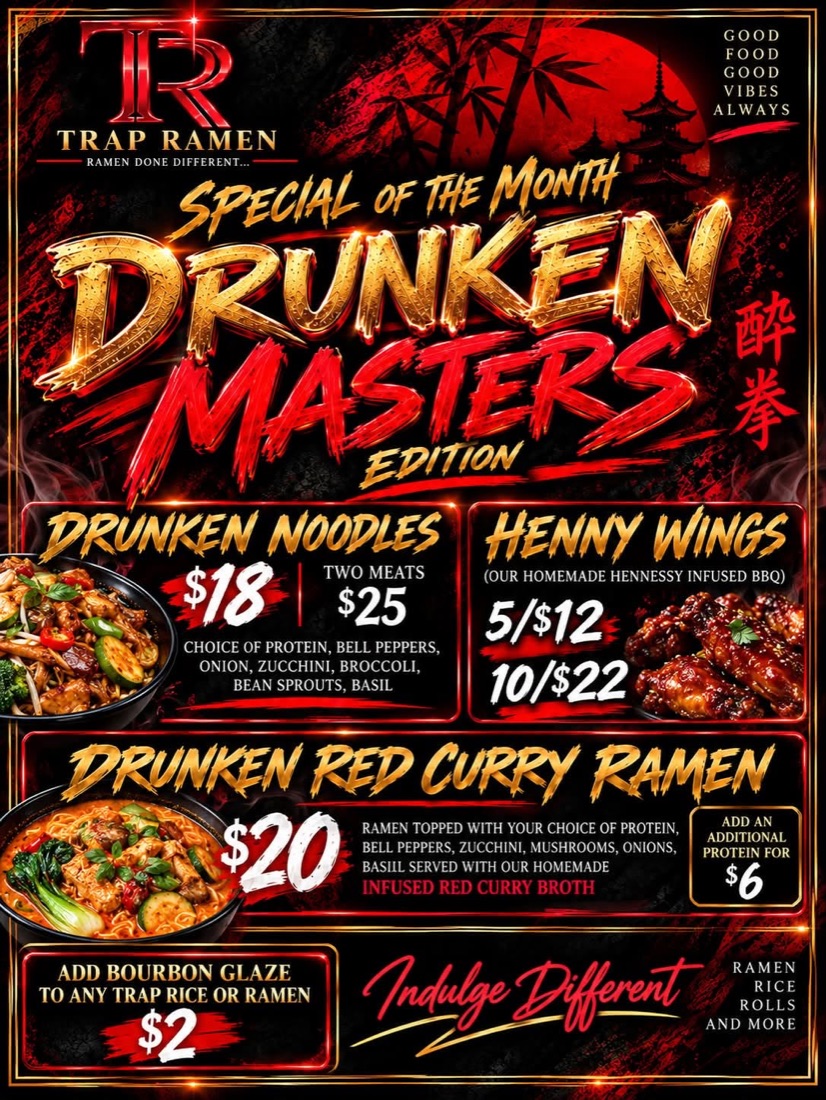 TR
TRAP RAMEN
RAMEN DONE DIFFERENT...
GOOD
FOOD
GOOD
VIBES
ALWAYS
SPECIAL OF THE MONTH
DRUNKEN
MASTERS
EDITION
酔拳
DRUNKEN NOODLES
$18
TWO MEATS
$25
CHOICE OF PROTEIN, BELL PEPPERS,
ONION, ZUCCHINI, BROCCOLI,
BEAN SPROUTS, BASIL
HENNY WINGS
(OUR HOMEMADE HENNESSY INFUSED BBQ)
5/$12
10/$22
DRUNKEN RED CURRY RAMEN
$20
RAMEN TOPPED WITH YOUR CHOICE OF PROTEIN,
BELL PEPPERS, ZUCCHINI, MUSHROOMS, ONIONS,
BASIIL SERVED WITH OUR HOMEMADE
INFUSED RED CURRY BROTH
ADD AN
ADDITIONAL
PROTEIN FOR
$6
ADD BOURBON GLAZE
TO ANY TRAP RICE OR RAMEN
$2
Indulge Different
RAMEN
RICE
ROLLS
AND MORE